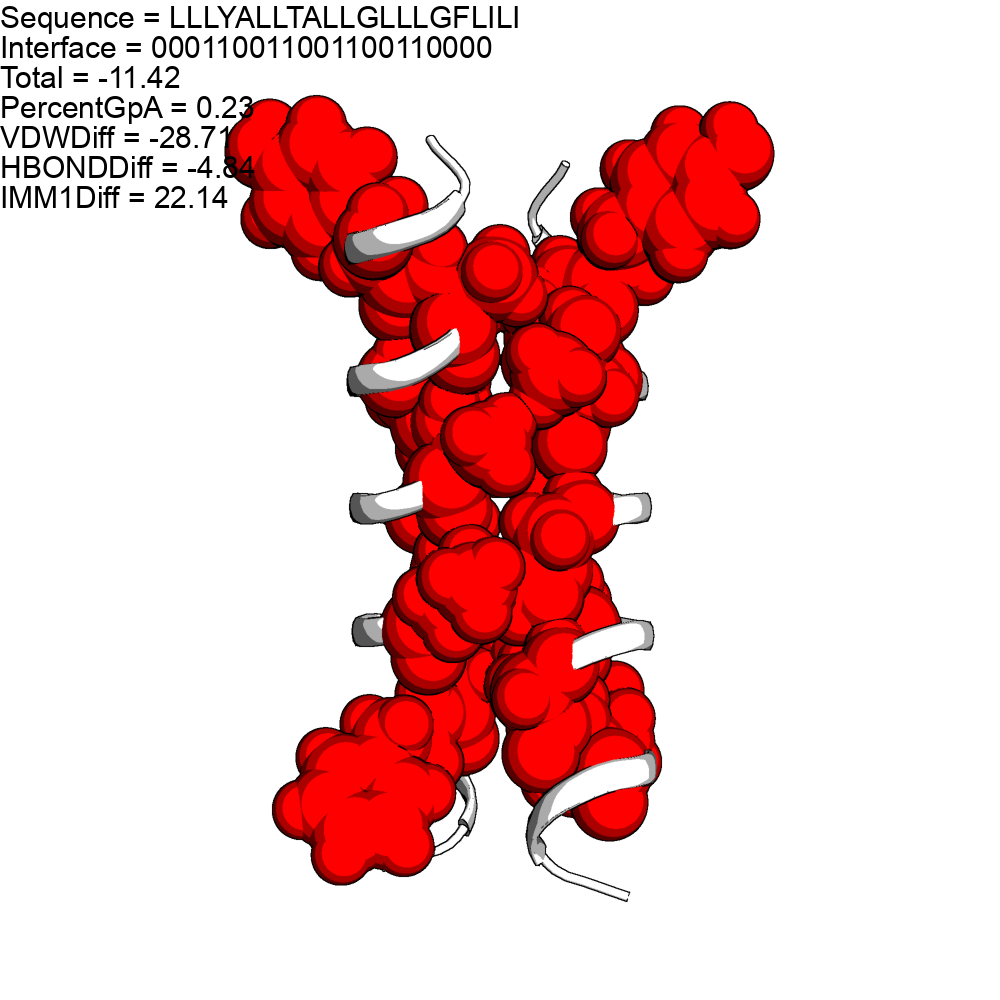 Sequence = LLLYALLTALLGLLLGFLILI
Interface = 000110011001100110000
Total = -11.42
PercentGpA = 0.23
VDWDiff = -28.71
HBONDDiff = -4.84
IMM1Diff = 22.14